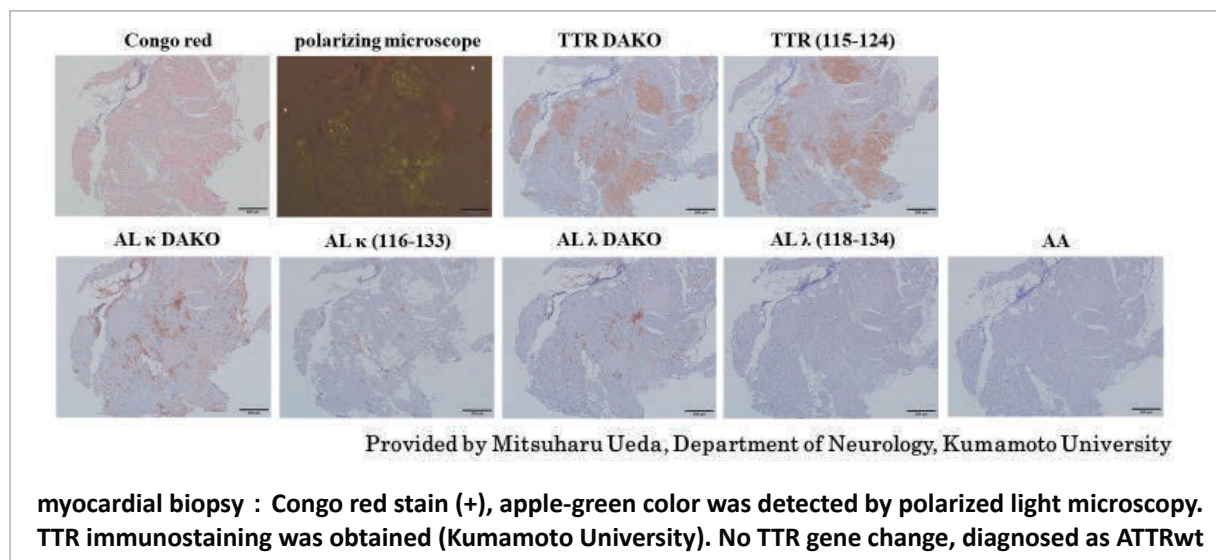 Congo red polarizing microscope TTR DAKO TTR (115-124)
AL κ DAKO AL κ (116-133) AL λ DAKO AL λ (118-134) AA
Provided by Mitsuharu Ueda, Department of Neurology, Kumamoto University
myocardial biopsy : Congo red stain (+), apple-green color was detected by polarized light microscopy.
TTR immunostaining was obtained (Kumamoto University). No TTR gene change, diagnosed as ATTRwt